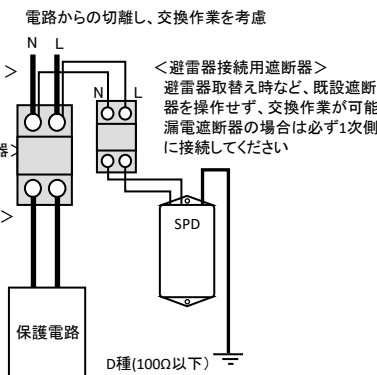 電路からの切離し、交換作業を考慮
N L
>
N L
<避雷器接続用遮断器>
避雷器取替え時など、既設遮断
器を操作せず、交換作業が可能
漏電遮断器の場合は必ず1次側
に接続してください
器>
>
SPD
保護電路
D種(100Ω以下)